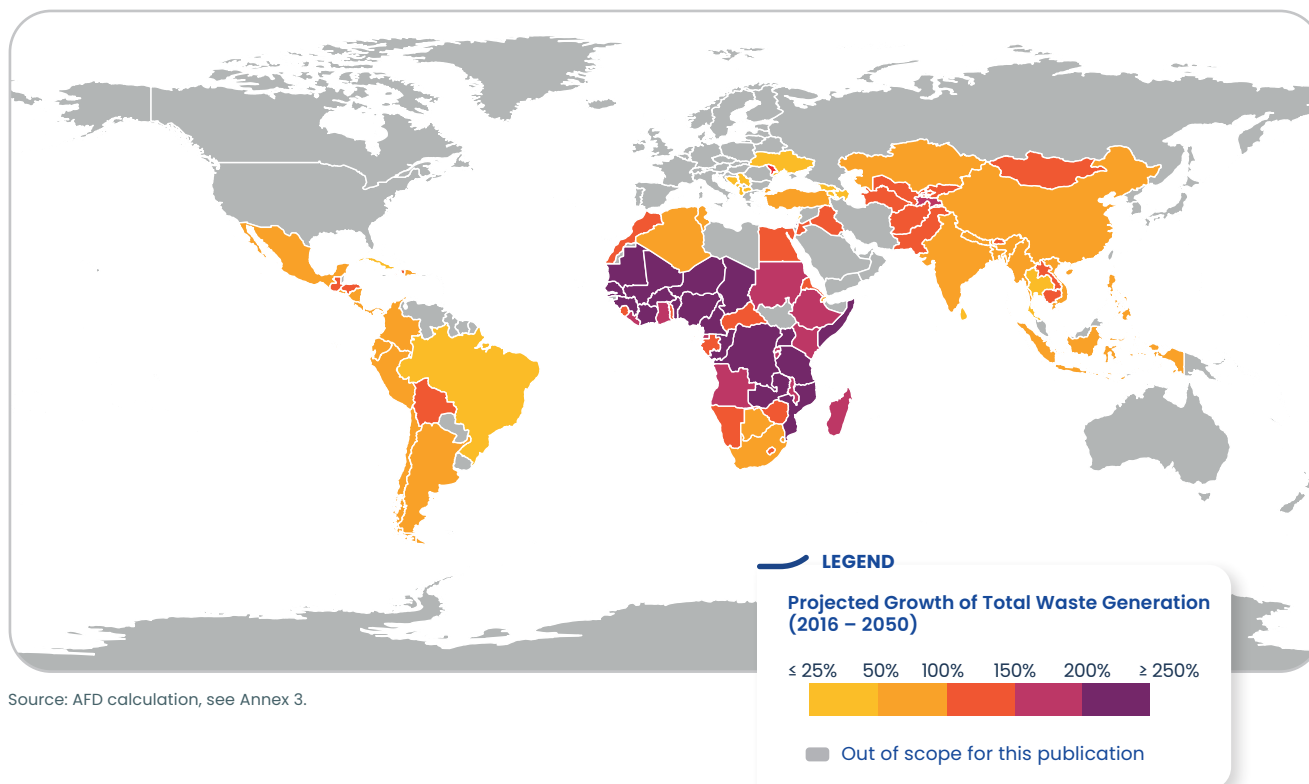 LEGEND
Projected Growth of Total Waste Generation
(2016 – 2050)
≤ 25% 50% 100% 150% 200% ≥ 250%
Out of scope for this publication
Source: AFD calculation, see Annex 3.